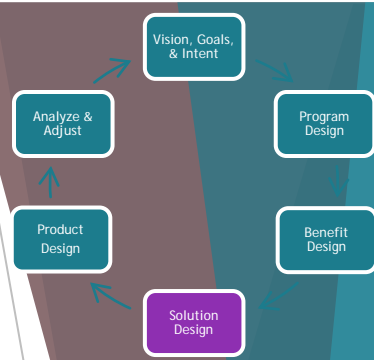 Vision, Goals,
& Intent
Analyze &
Adjust
Program
Design
Product
Design
Benefit
Design
Solution
Design